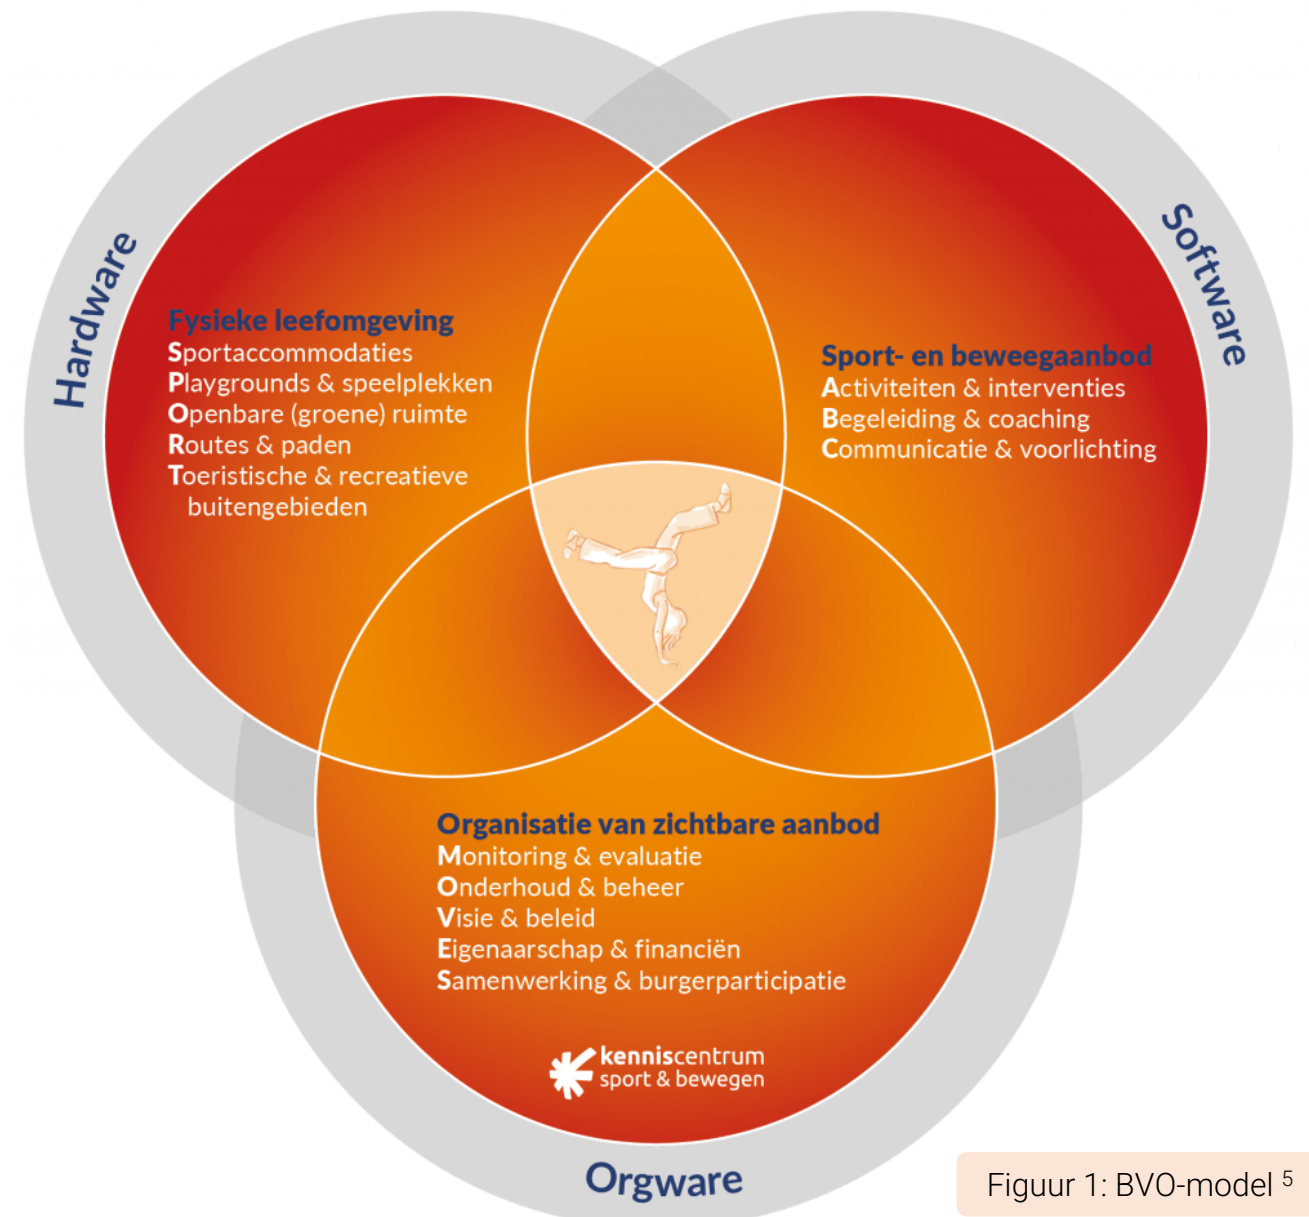 Hardware
Fysieke leefomgeving
Sportaccommodaties
Playgrounds & speelplekken
Openbare (groene) ruimte
Routes & paden
Toeristische & recreatieve
buitengebieden
Software
Sport- en beweegaanbod
Activiteiten & interventies
Begeleiding & coaching
Communicatie & voorlichting
Organisatie van zichtbare aanbod
Monitoring & evaluatie
Onderhoud & beheer
Visie & beleid
Eigenaarschap & financiën
Samenwerking & burgerparticipatie
kenniscentrum
sport & bewegen
Orgware
Figuur 1: BVO-model ⁵